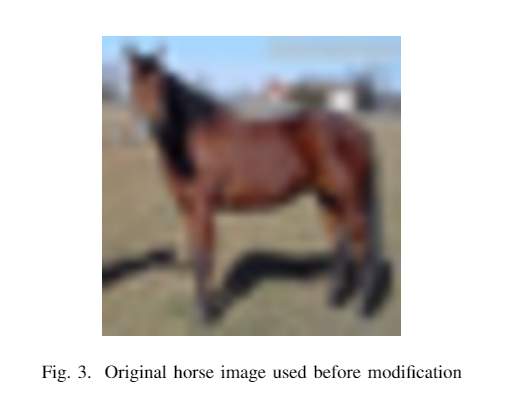 Fig. 3. Original horse image used before modification